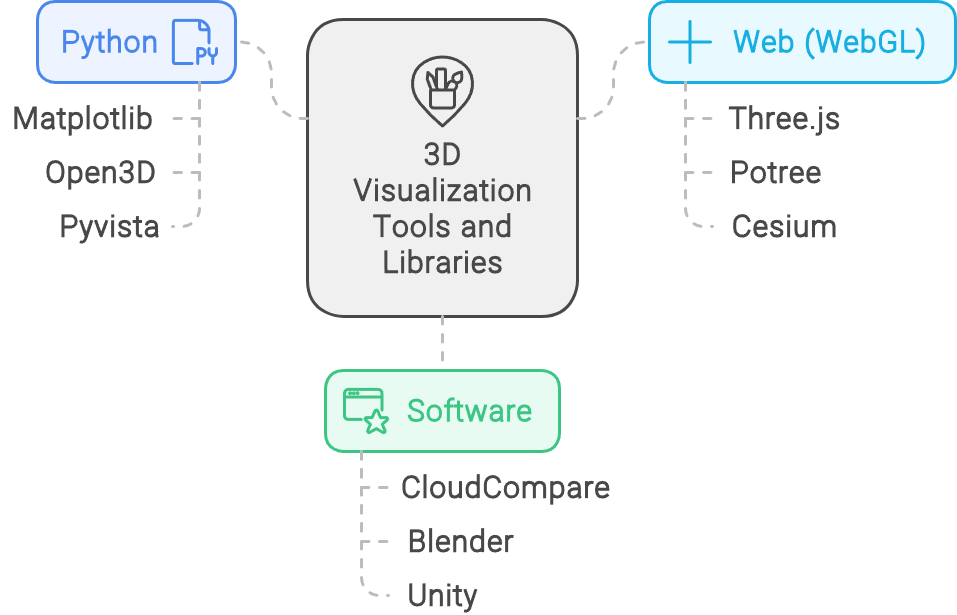 Python
PY
Matplotlib
Open3D
Pyvista
3D
Visualization
Tools and
Libraries
Web (WebGL)
Three.js
Potree
Cesium
Software
CloudCompare
Blender
Unity